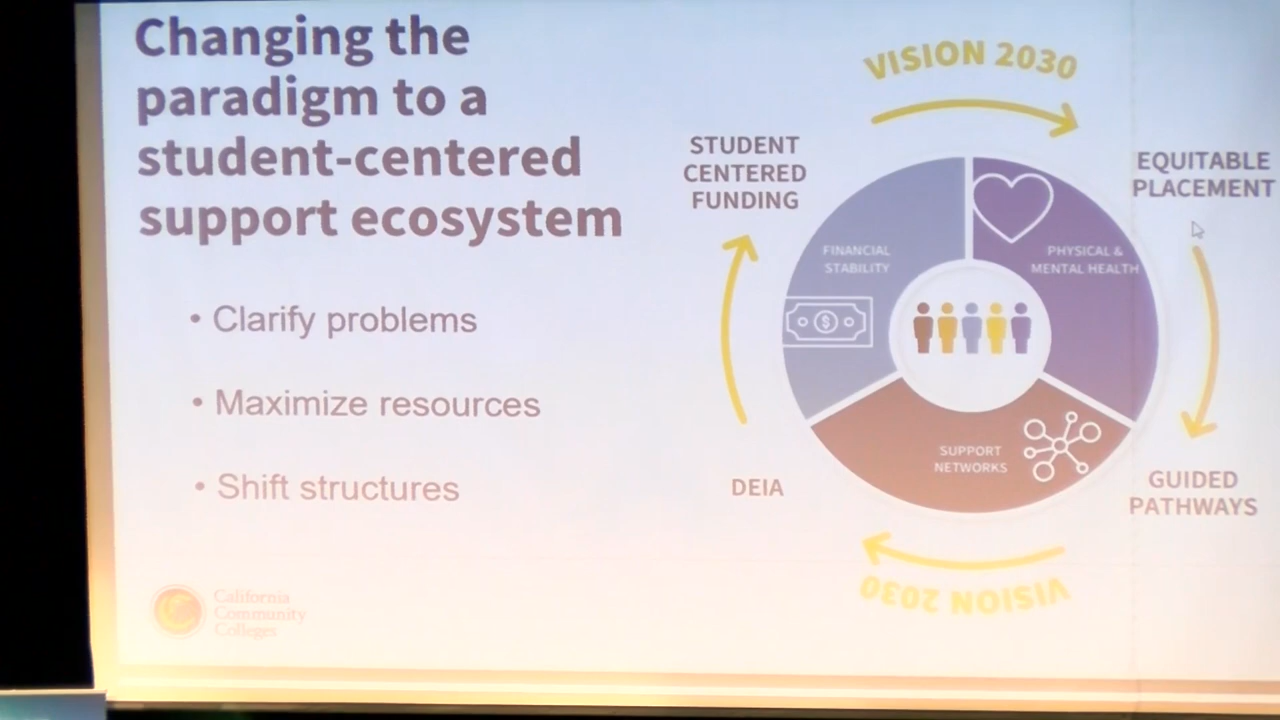 Changing the
paradigm to a
student-centered
support ecosystem
• Clarify problems
• Maximize resources
• Shift structures
California
Community
Colleges
VISION 2030
STUDENT
CENTERED
FUNDING
EQUITABLE
PLACEMENT
FINANCIAL
STABILITY
PHYSICAL &
MENTAL HEALTH
$
SUPPORT
NETWORKS
DEIA
GUIDED
PATHWAYS
VISION 2030